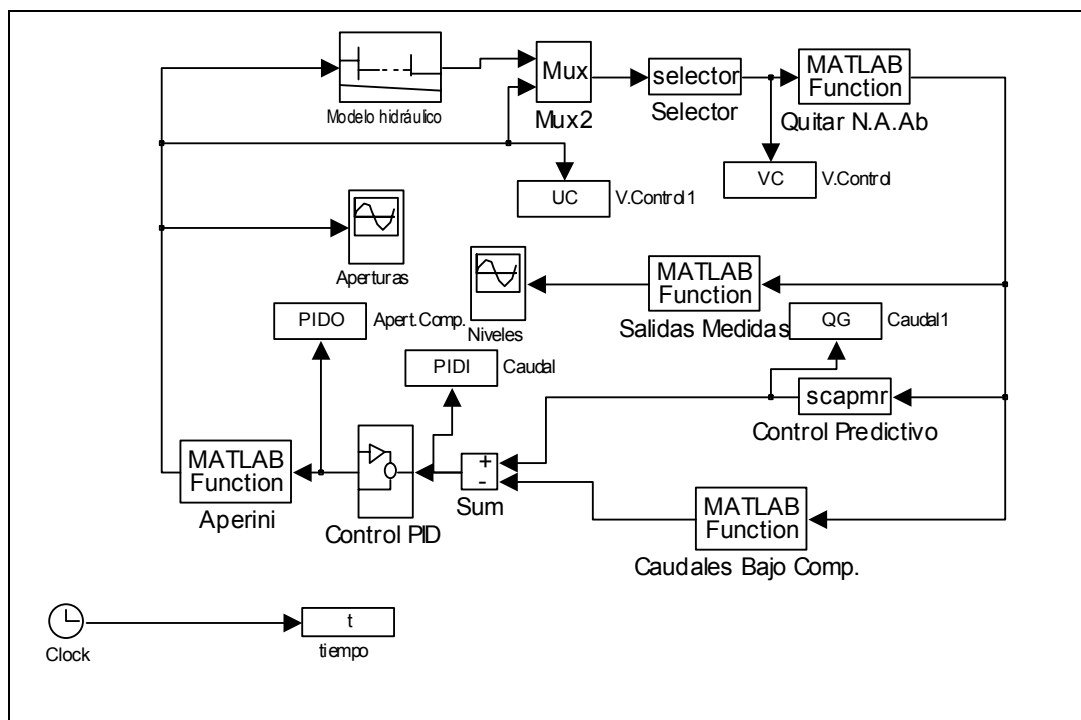 Modelo hidráulico
Mux
Mux2
selector
Selector
MATLAB
Function
Quitar N.A.Ab
UC
V.Control1
VC
V.Control
Aperturas
Niveles
MATLAB
Function
Salidas Medidas
PIDO
Apert.Comp.
QG
Caudal1
PIDI
Caudal
scapmr
Control Predictivo
MATLAB
Function
Aperini
Control PID
+
-
Sum
MATLAB
Function
Caudales Bajo Comp.
Clock
t
tiempo